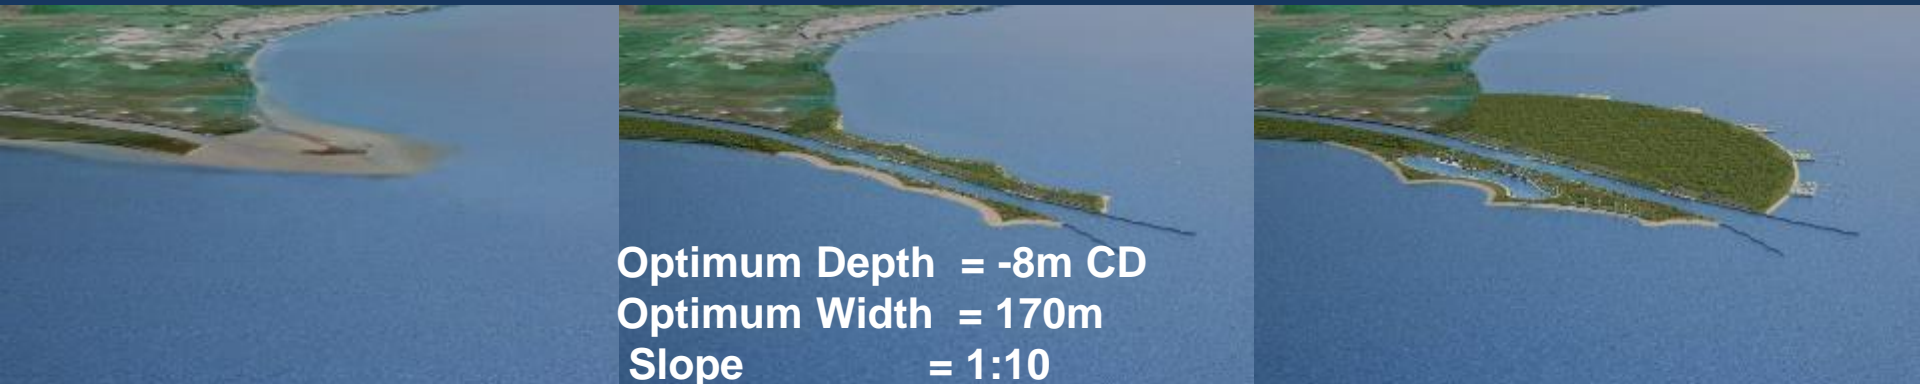 Optimum Depth = -8m CD
Optimum Width = 170m
Slope = 1:10